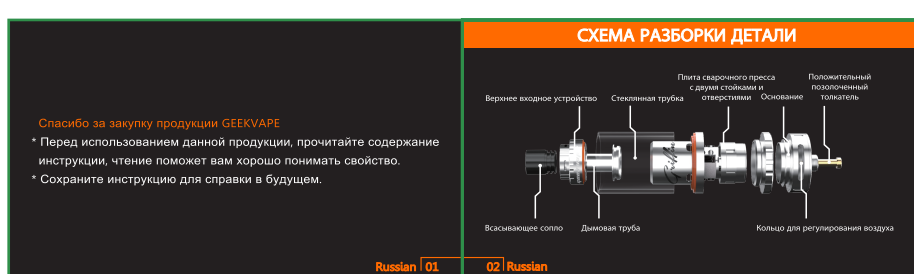 Спасибо за закупку продукции GEEKVAPE
* Перед использованием данной продукции, прочитайте содержание
инструкции, чтение поможет вам хорошо понимать свойство.
* Сохраните инструкцию для справки в будущем.
Russian 01
СХЕМА РАЗБОРКИ ДЕТАЛИ
Верхнее входное устройство
Стеклянная трубка
Плита сварочного пресса
с двумя стойками и
отверстиями
Основание
Положительный
позолоченный
толкатель
Всасывающее сопло
Дымовая труба
Кольцо для регулирования воздуха
02 Russian